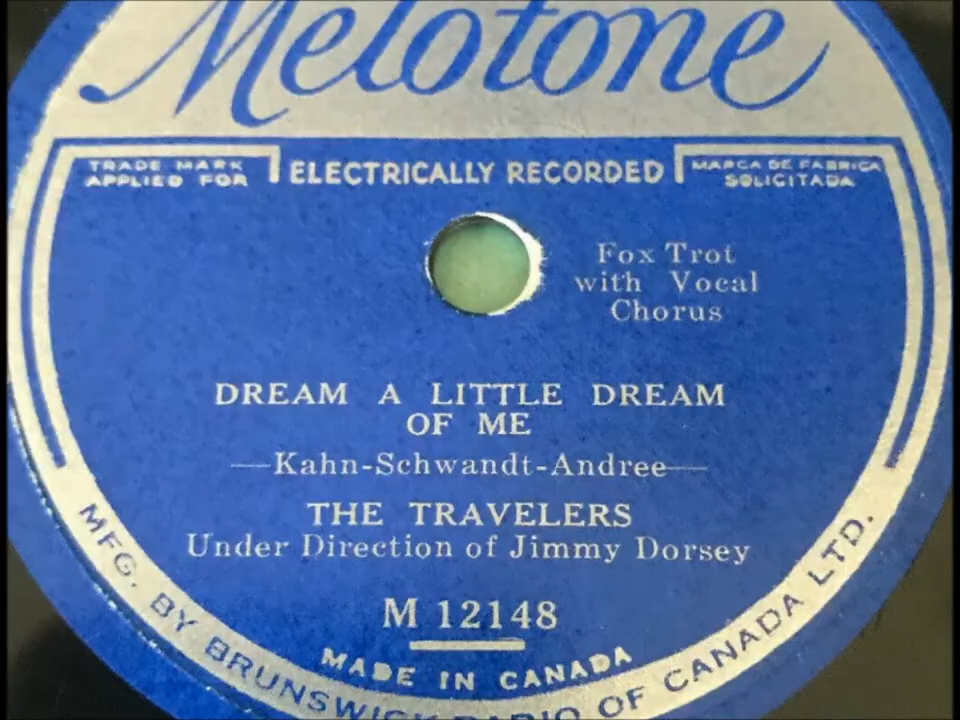 Melotone
TRADE MARK
APPLIED FOR
ELECTRICALLY RECORDED
MARCA DE FABRICA
SOLICITADA
Fox Trot
with Vocal
Chorus
DREAM A LITTLE DREAM
OF ME
—Kahn-Schwandt-Andree—
THE TRAVELERS
Under Direction of Jimmy Dorsey
M 12148
MADE IN CANADA
MFG. BY BRUNSWICK RADIO OF CANADA LTD.